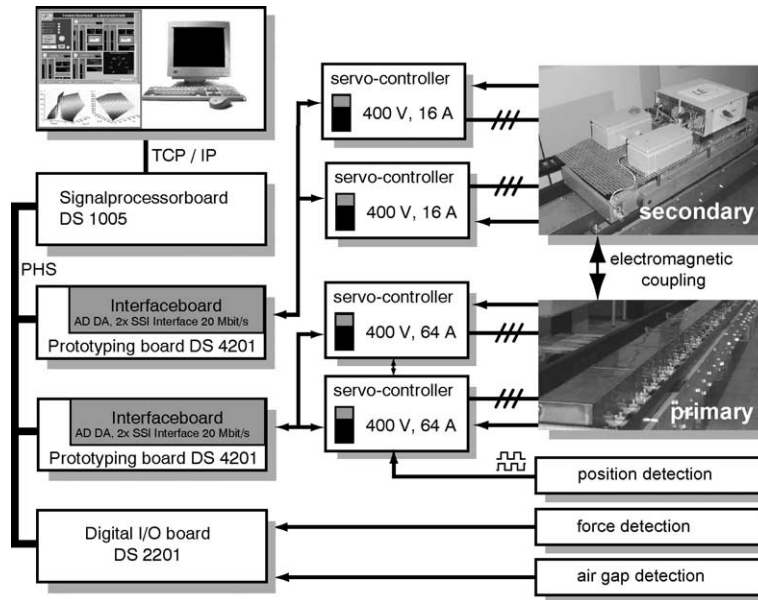 TCP / IP
Signalprocessorboard
DS 1005
PHS
Interfaceboard
AD DA, 2x SSI Interface 20 Mbit/s
Prototyping board DS 4201
Interfaceboard
AD DA, 2x SSI Interface 20 Mbit/s
Prototyping board DS 4201
Digital I/O board
DS 2201
servo-controller
400 V, 16 A
servo-controller
400 V, 16 A
servo-controller
400 V, 64 A
servo-controller
400 V, 64 A
secondary
electromagnetic
coupling
primary
position detection
force detection
air gap detection